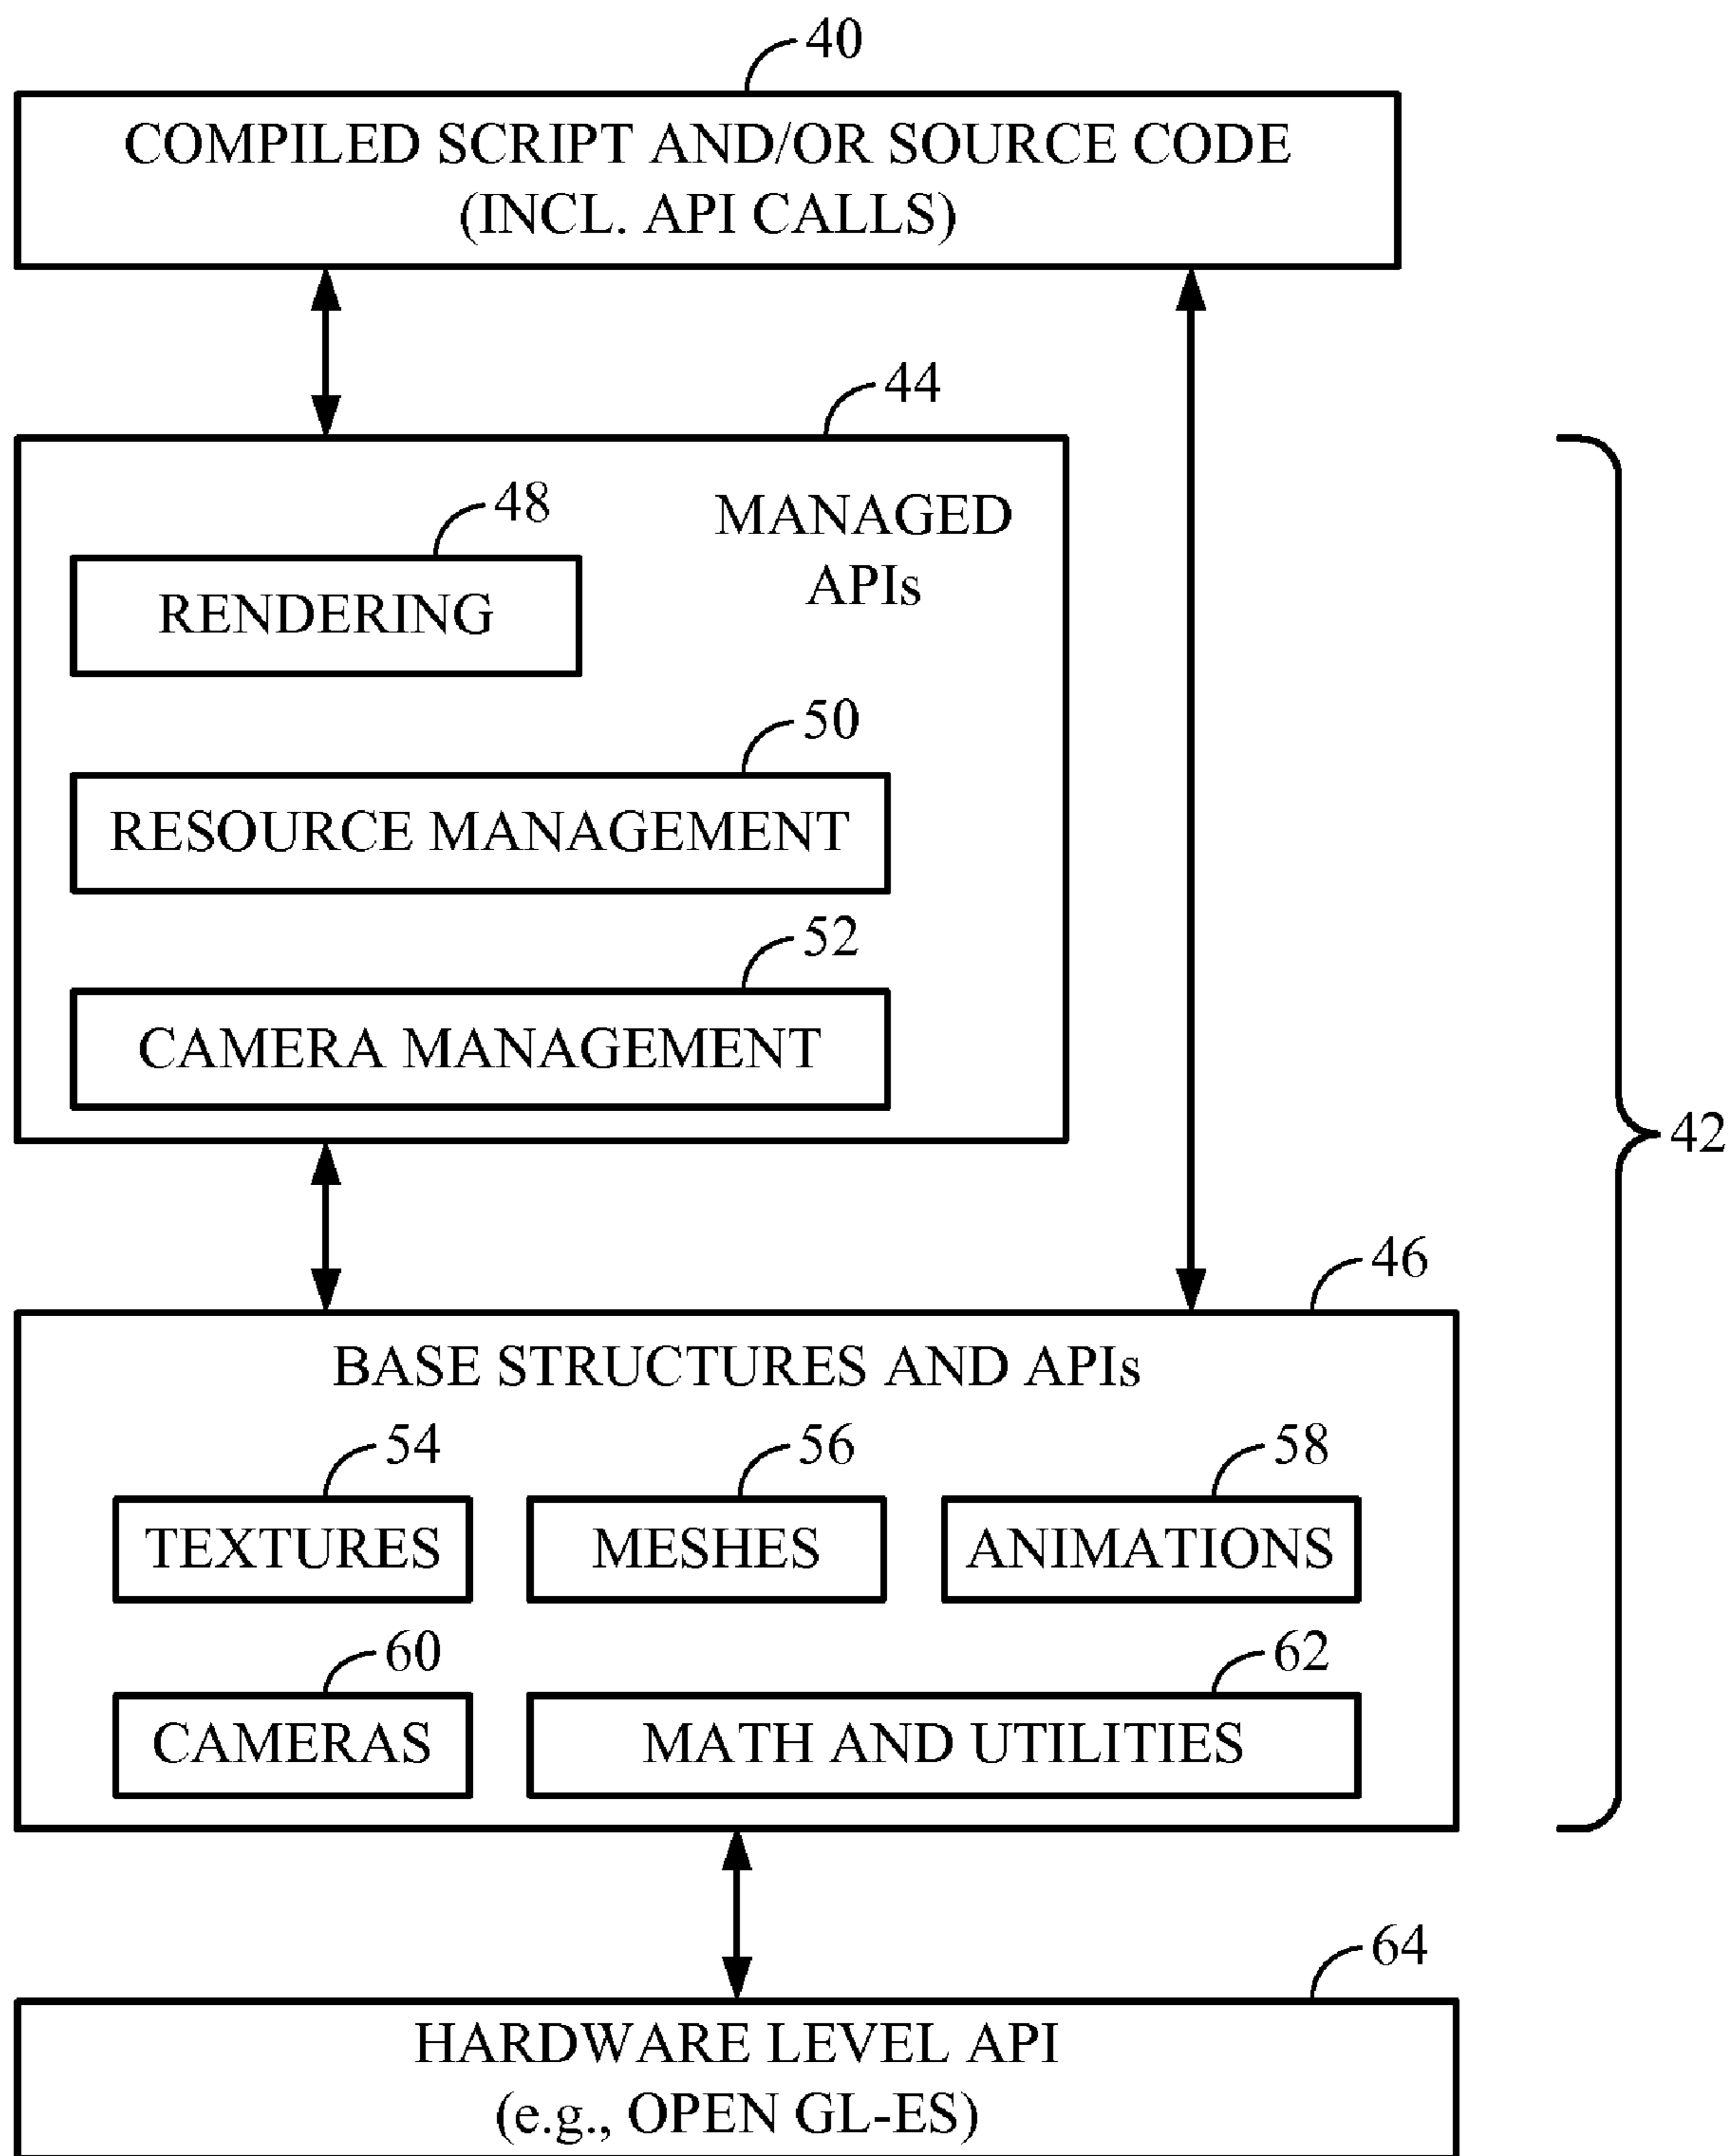 40
COMPILED SCRIPT AND/OR SOURCE CODE
(INCL. API CALLS)
44
MANAGED
APIs
48
RENDERING
50
RESOURCE MANAGEMENT
52
CAMERA MANAGEMENT
42
46
BASE STRUCTURES AND APIs
54
56
58
TEXTURES
MESHES
ANIMATIONS
60
62
CAMERAS
MATH AND UTILITIES
64
HARDWARE LEVEL API
(e.g., OPEN GL-ES)